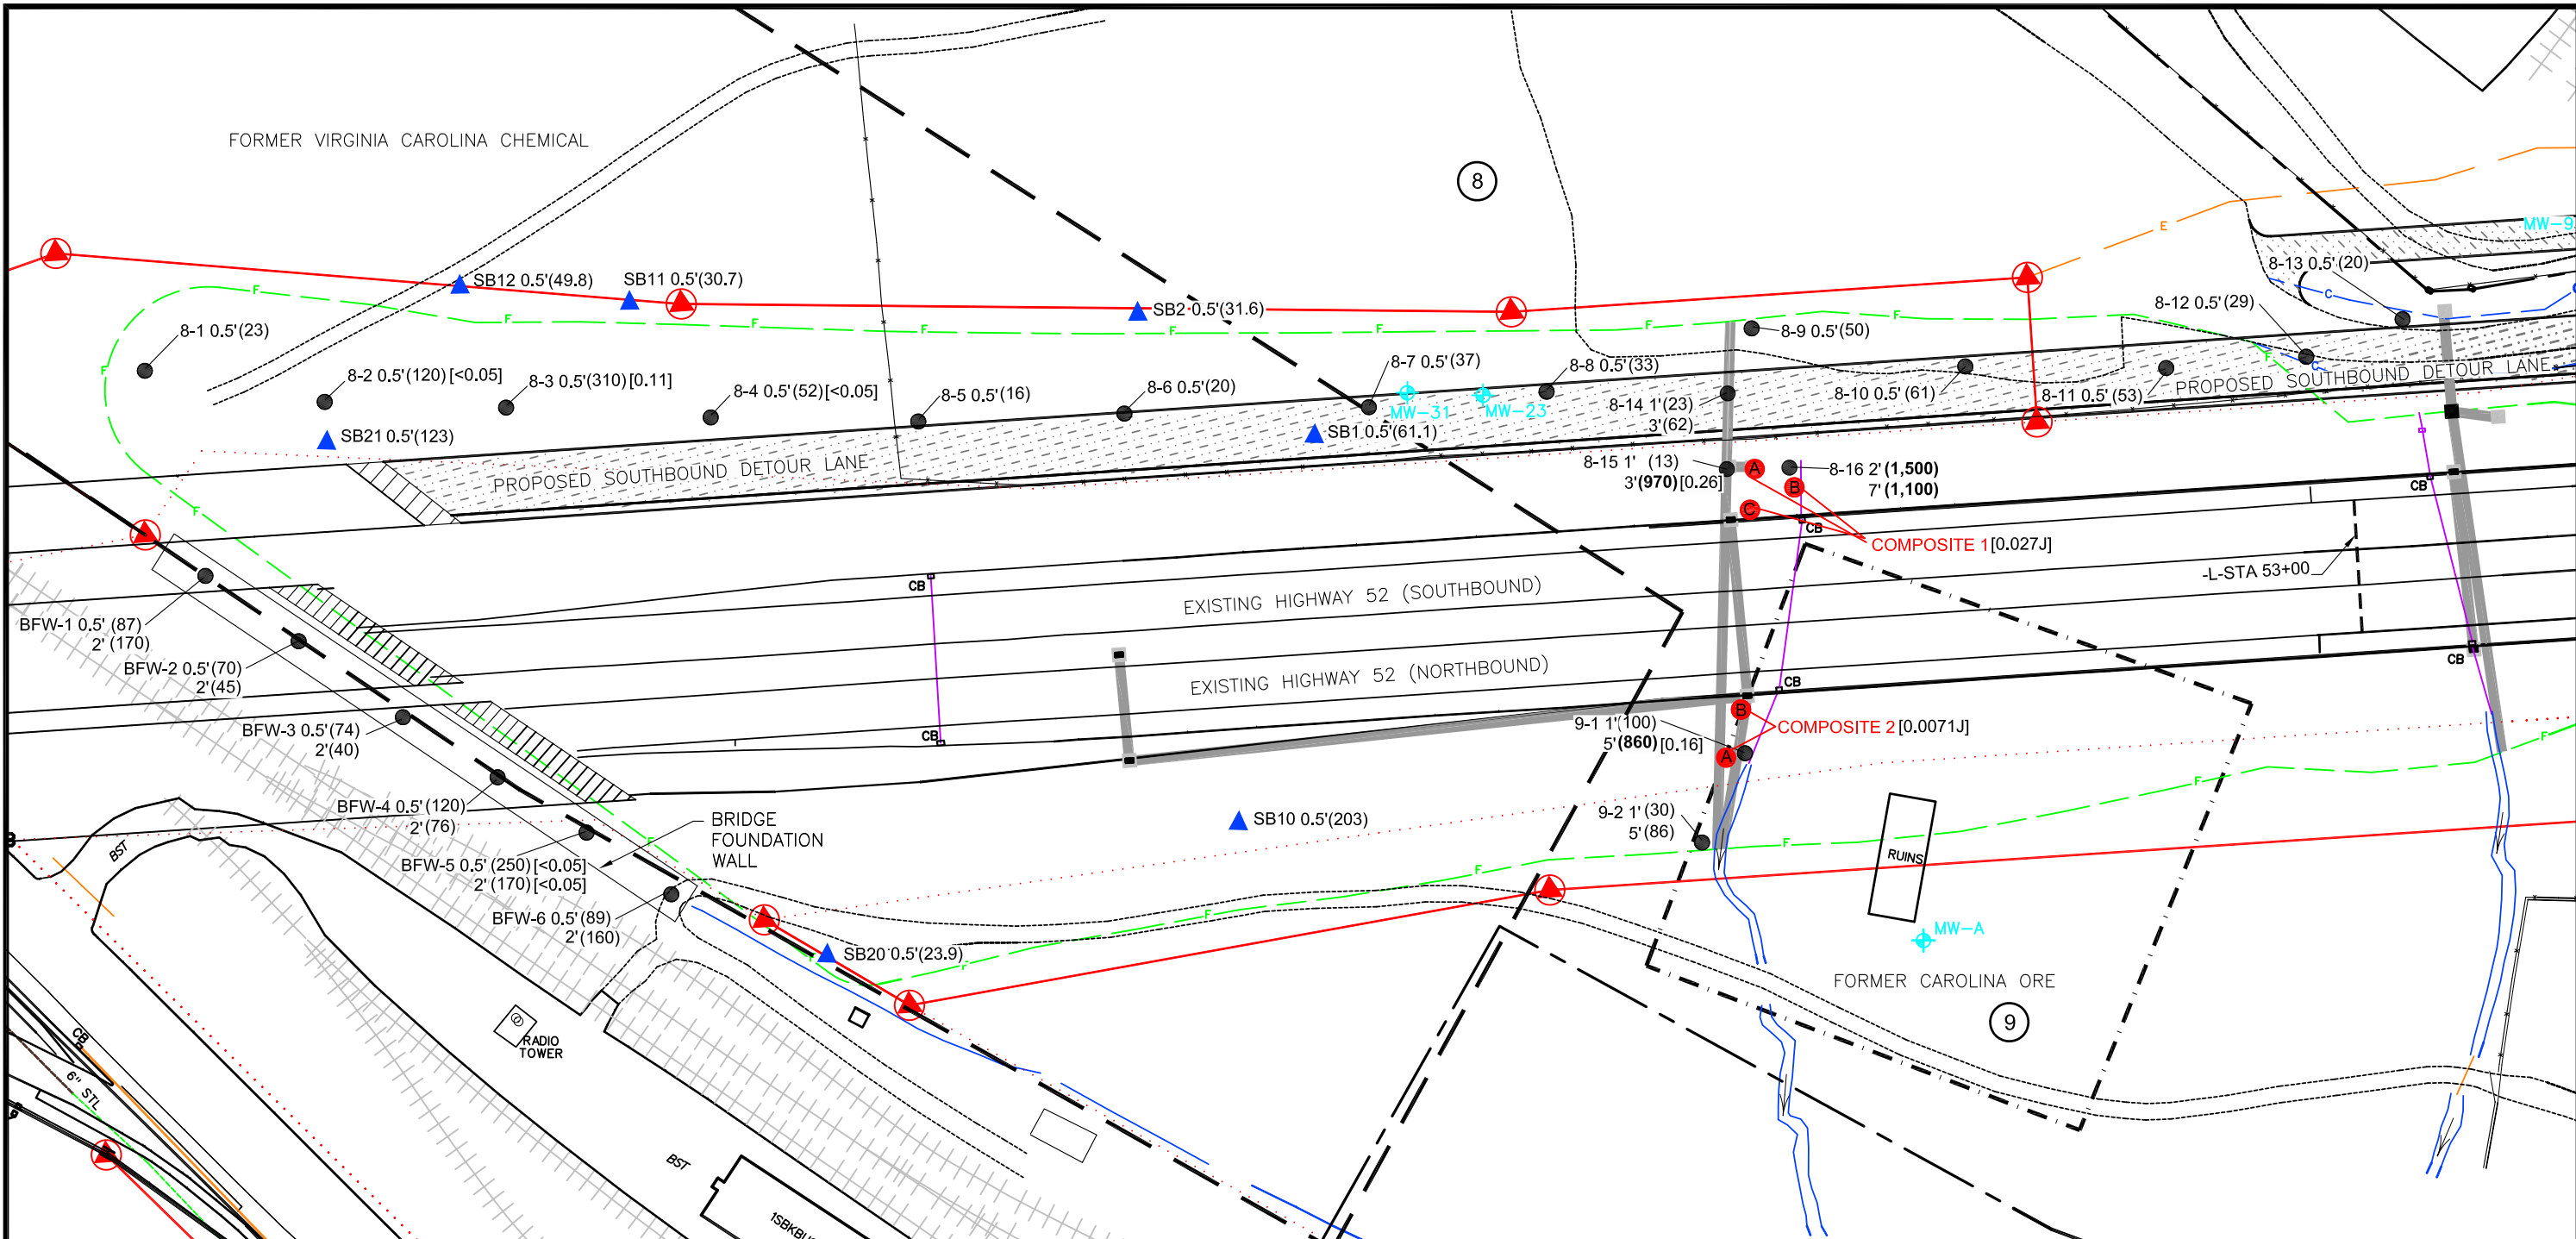 FORMER VIRGINIA CAROLINA CHEMICAL
8
E
MW-9
SB12 0.5'(49.8)
SB11 0.5'(30.7)
SB2 0.5'(31.6)
8-13 0.5'(20)
8-12 0.5'(29)
F
F
F
F
F
F
F
F
C
C
8-1 0.5'(23)
8-9 0.5'(50)
8-2 0.5'(120)[<0.05]
8-3 0.5'(310)[0.11]
8-4 0.5'(52)[<0.05]
8-5 0.5'(16)
8-6 0.5'(20)
8-7 0.5'(37)
8-8 0.5'(33)
MW-31
MW-23
8-14 1'(23)
3'(62)
8-10 0.5'(61)
8-11 0.5'(53)
PROPOSED SOUTHBOUND DETOUR LANE
SB21 0.5'(123)
SB1 0.5'(61.1)
PROPOSED SOUTHBOUND DETOUR LANE
8-15 1' (13)
3'(970)[0.26]
A
B
C
8-16 2'(1,500)
7'(1,100)
CB
CB
COMPOSITE 1[0.027J]
-L-STA 53+00
F
F
CB
EXISTING HIGHWAY 52 (SOUTHBOUND)
EXISTING HIGHWAY 52 (NORTHBOUND)
CB
CB
CB
BFW-1 0.5' (87)
2' (170)
BFW-2 0.5'(70)
2'(45)
BFW-3 0.5'(74)
2'(40)
BFW-4 0.5'(120)
2'(76)
BFW-5 0.5'(250)[<0.05]
2'(170)[<0.05]
BFW-6 0.5'(89)
2'(160)
BRIDGE
FOUNDATION
WALL
9-1 1'(100)
5'(860)[0.16]
B
A
COMPOSITE 2 [0.0071J]
SB10 0.5'(203)
9-2 1'(30)
5'(86)
F
F
F
F
F
RUINS
MW-A
SB20 0.5'(23.9)
FORMER CAROLINA ORE
9
BST
RADIO
TOWER
CB
6" STL
BST